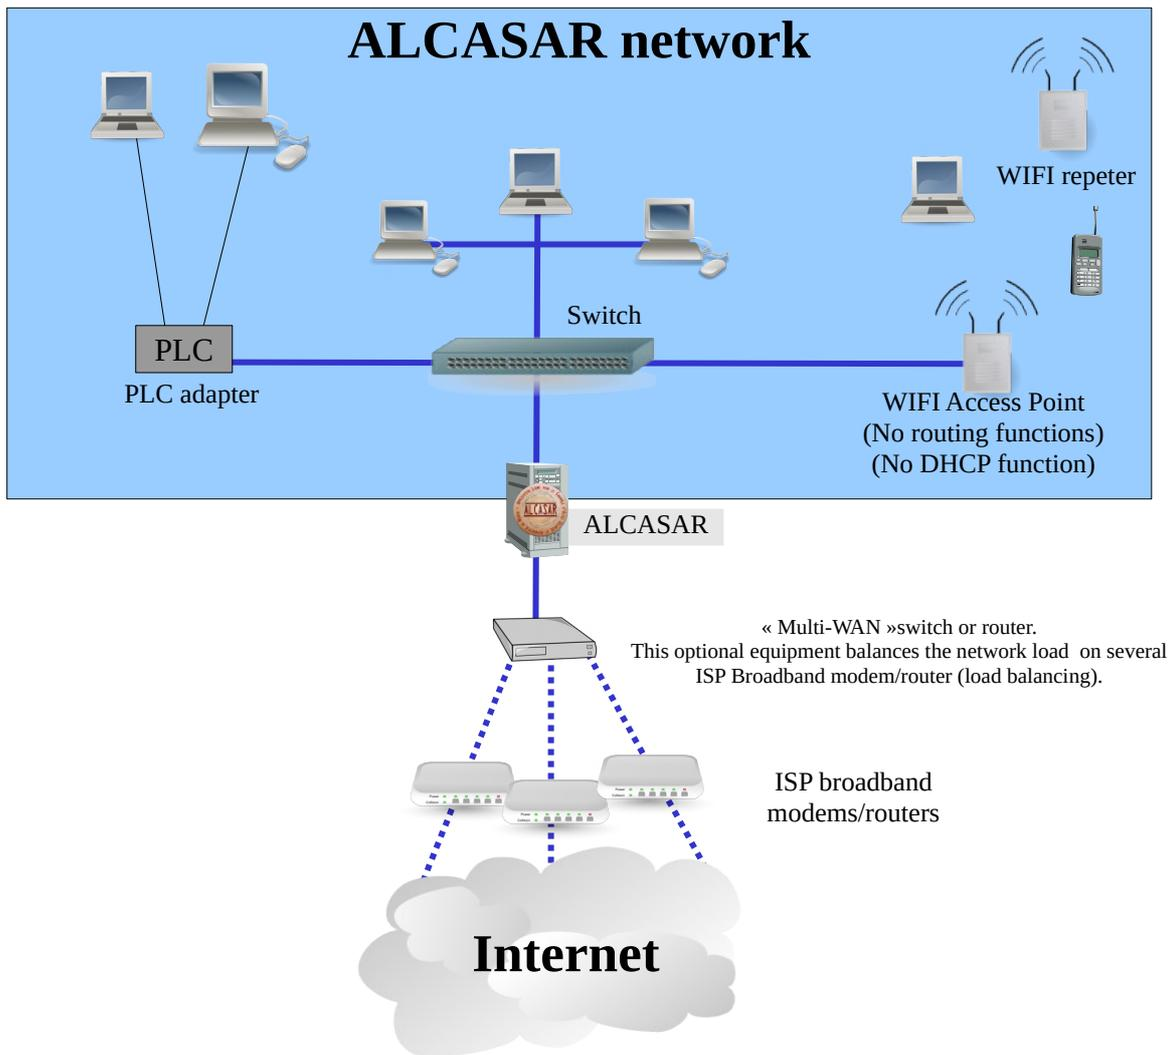 ALCASAR network
WIFI repeter
Switch
PLC
PLC adapter
WIFI Access Point
(No routing functions)
(No DHCP function)
ALCASAR
ALCASAR
« Multi-WAN »switch or router.
This optional equipment balances the network load  on several
ISP Broadband modem/router (load balancing).
ISP broadband
modems/routers
Internet